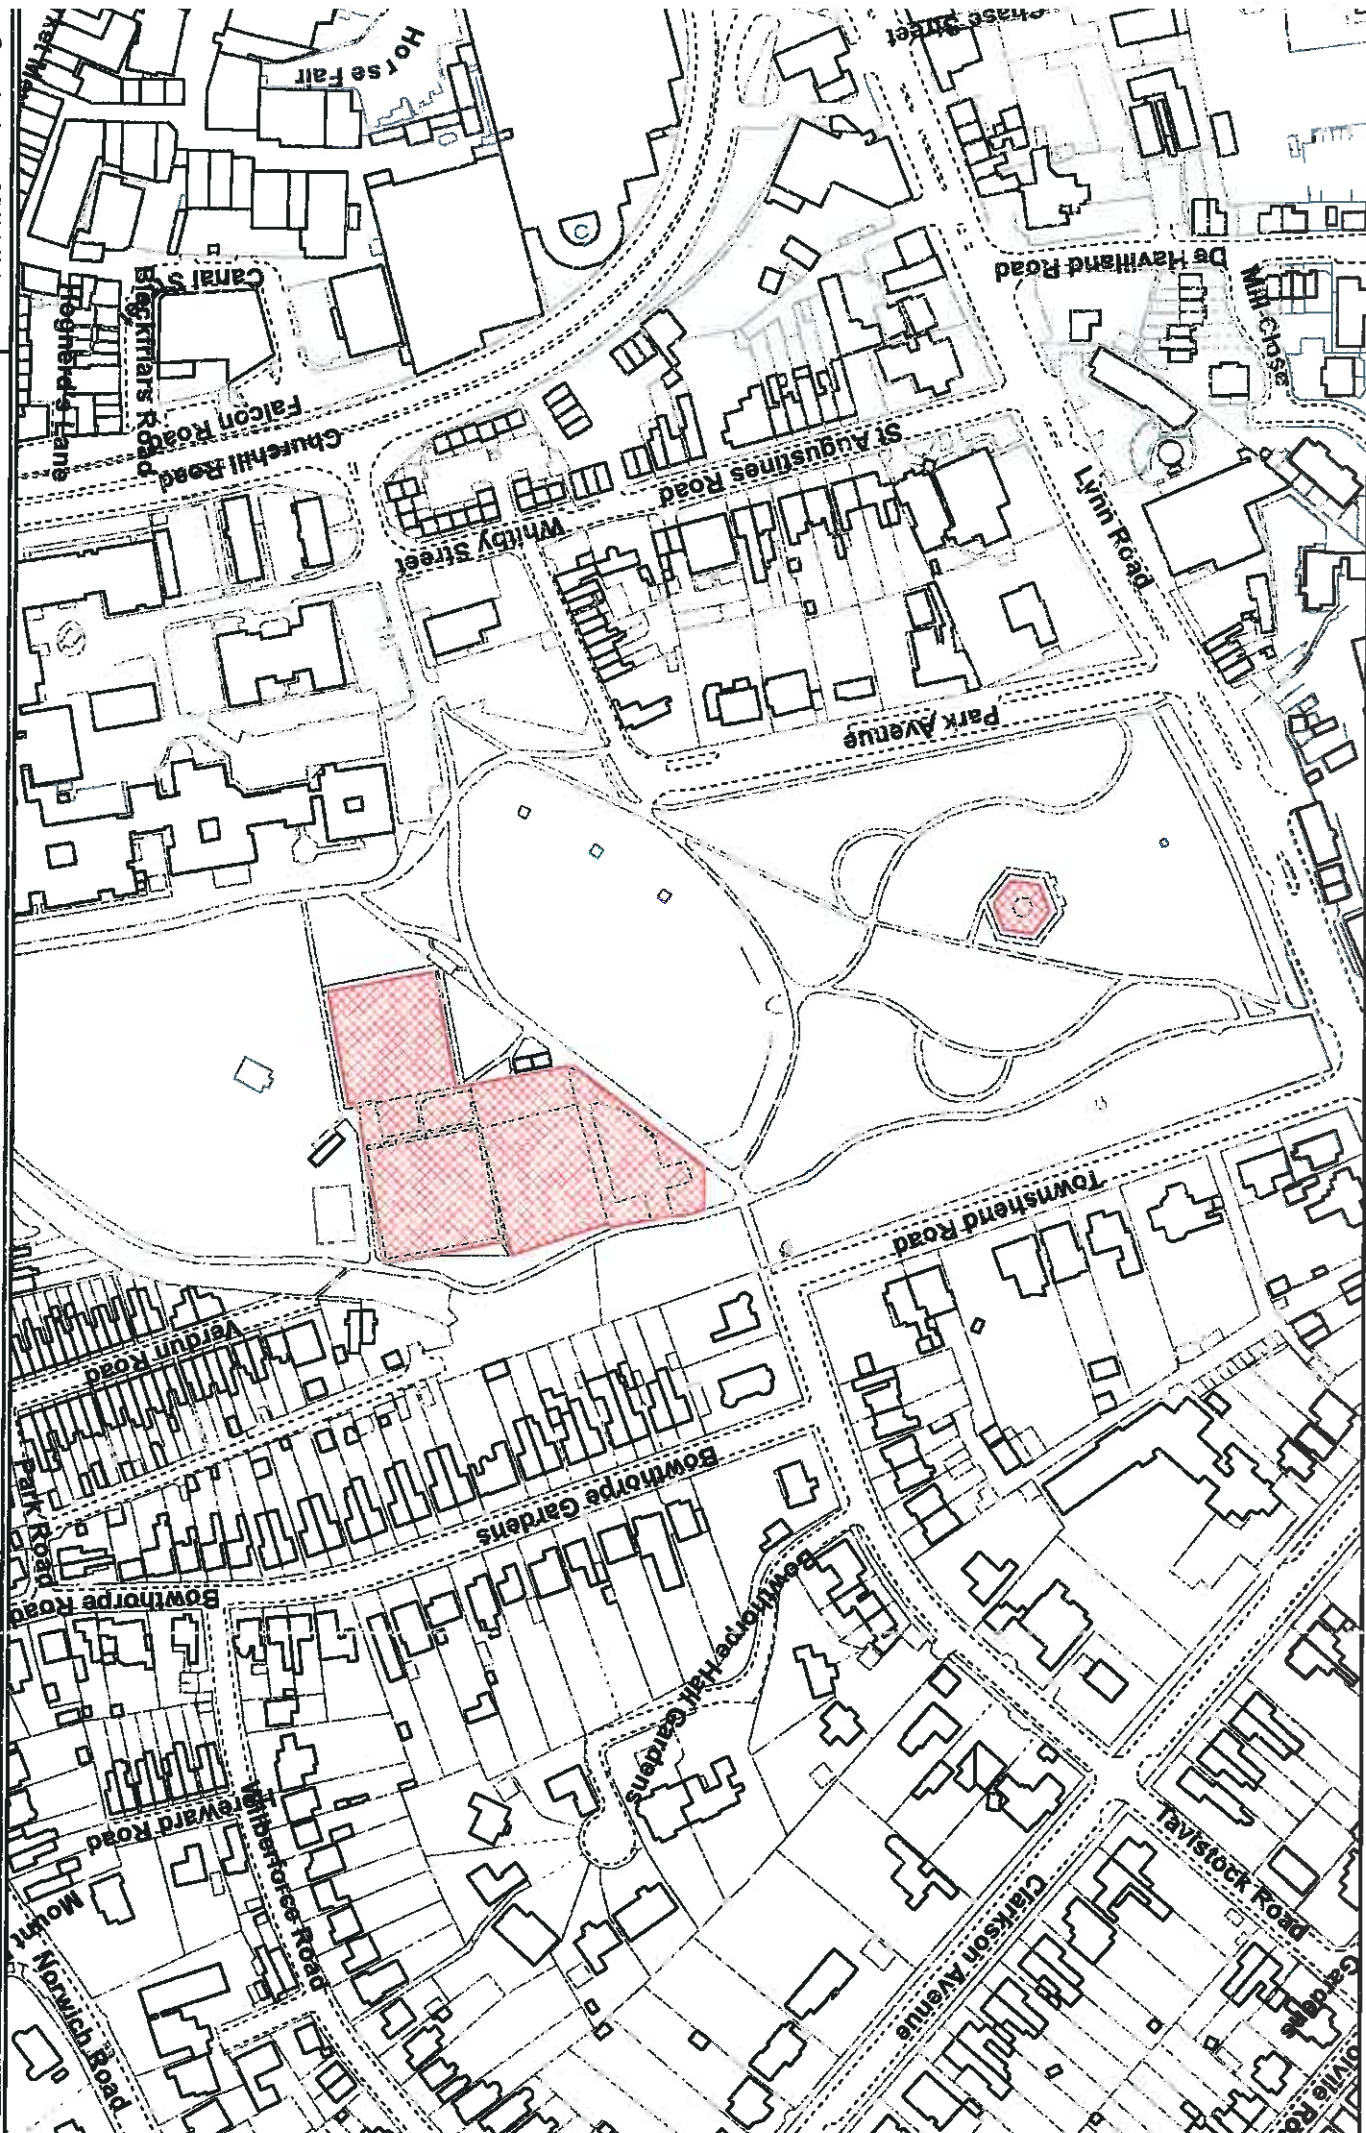 Chase Street
Horse Fair
De Havilland Road
Mill Close
Canal St
Blackfriars Road
Hogners Lane
Falcon Road
Churchill Road
St Augustines Road
Whitby Street
Lynn Road
Park Avenue
Townshend Road
Verdun Road
Park Road
Bowthorpe Gardens
Bowthorpe Road
Bowthorpe Hall Gardens
Hereward Road
Wilberforce Road
Mount
Norwich Road
Tavistock Road
Clarkson Avenue
Gardens